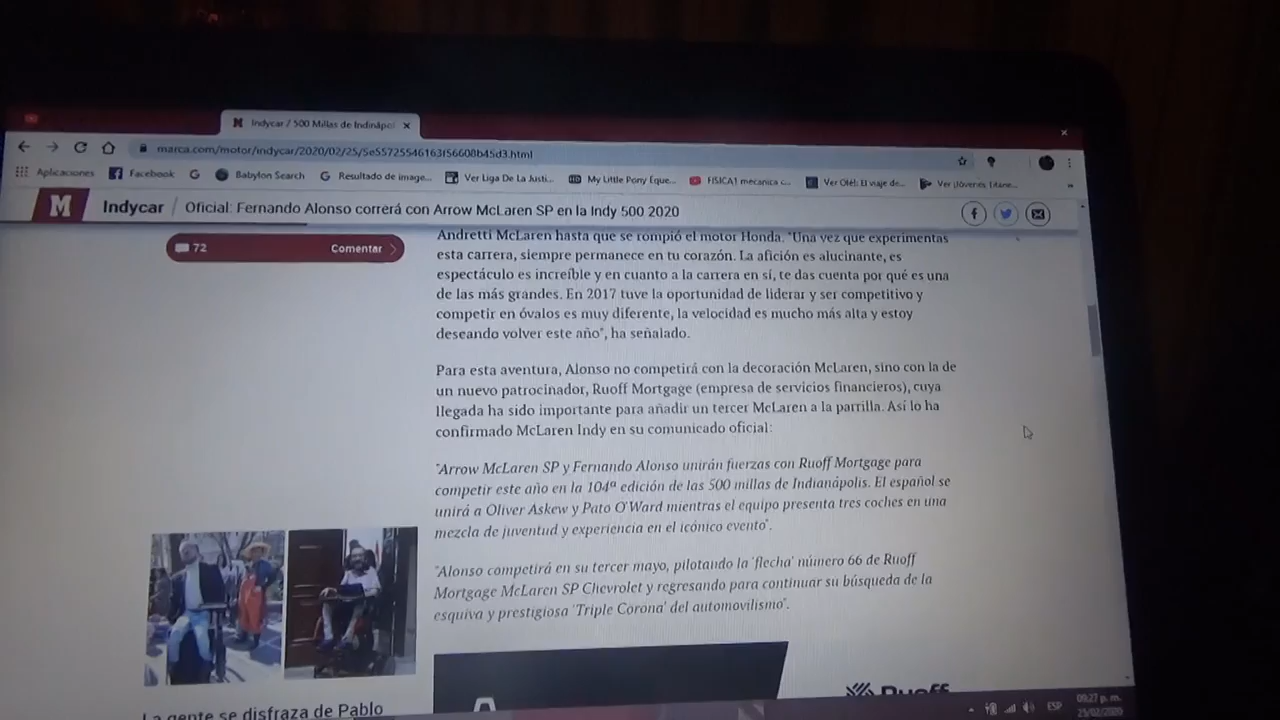 Indycar / 500 Millas de Indinápol
marca.com/motor/indycar/2020/02/25/5e55725546163f56608b45d3.html
Aplicaciones Facebook Babylon Search Resultado de image... Ver Liga De La Justi... My Little Pony Eque... FISICA1 mecanica c... Ver Olé!: El viaje de... Ver ¡Jóvenes Titane...
M Indycar / Oficial: Fernando Alonso correrá con Arrow McLaren SP en la Indy 500 2020
72 Comentar
Andretti McLaren hasta que se rompió el motor Honda. "Una vez que experimentas
esta carrera, siempre permanece en tu corazón. La afición es alucinante, es
espectáculo es increíble y en cuanto a la carrera en sí, te das cuenta por qué es una
de las más grandes. En 2017 tuve la oportunidad de liderar y ser competitivo y
competir en óvalos es muy diferente, la velocidad es mucho más alta y estoy
deseando volver este año", ha señalado.
Para esta aventura, Alonso no competirá con la decoración McLaren, sino con la de
un nuevo patrocinador, Ruoff Mortgage (empresa de servicios financieros), cuya
llegada ha sido importante para añadir un tercer McLaren a la parrilla. Así lo ha
confirmado McLaren Indy en su comunicado oficial:
"Arrow McLaren SP y Fernando Alonso unirán fuerzas con Ruoff Mortgage para
competir este año en la 104ª edición de las 500 millas de Indianápolis. El español se
unirá a Oliver Askew y Pato O'Ward mientras el equipo presenta tres coches en una
mezcla de juventud y experiencia en el icónico evento".
"Alonso competirá en su tercer mayo, pilotando la 'flecha' número 66 de Ruoff
Mortgage McLaren SP Chevrolet y regresando para continuar su búsqueda de la
esquiva y prestigiosa 'Triple Corona' del automovilismo".
Ruoff
La gente se disfraza de Pablo
ESP
09:27 p. m.
25/02/2020